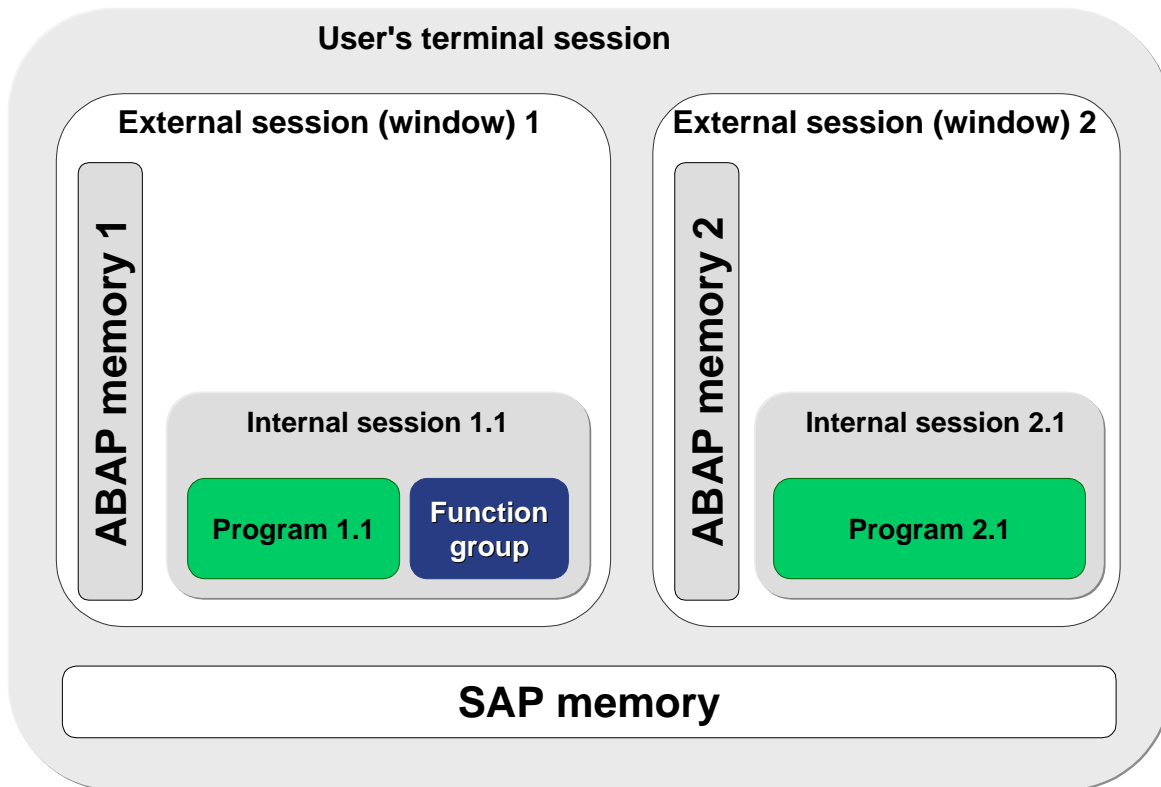 User's terminal session
External session (window) 1
ABAP memory 1
Internal session 1.1
Program 1.1
Function
group
External session (window) 2
ABAP memory 2
Internal session 2.1
Program 2.1
SAP memory